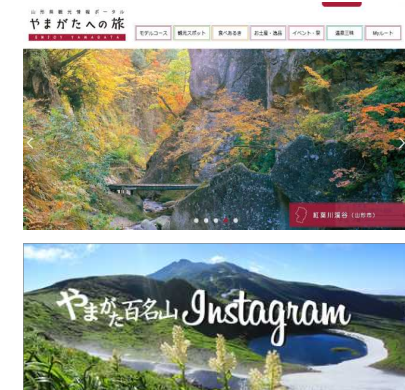 山形県観光情報ポータル
やまがたへの旅
ENJOY YAMAGATA
モデルコース
観光スポット
食べあるき
お土産・逸品
イベント・祭
温泉三昧
Myルート
紅葉川渓谷（山形市）
やまがた百名山 Instagram